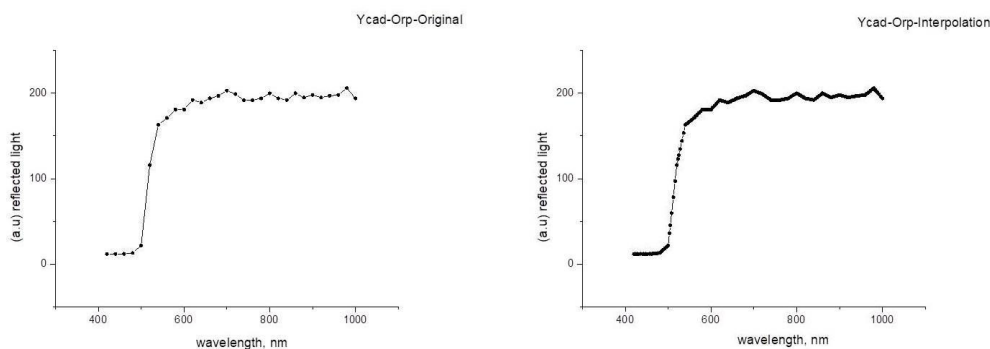 Ycad-Orp-Original
(a.u) reflected light
200
100
0
400 600 800 1000
wavelength, nm
Ycad-Orp-Interpolation
(a.u) reflected light
200
100
0
400 600 800 1000
wavelength, nm